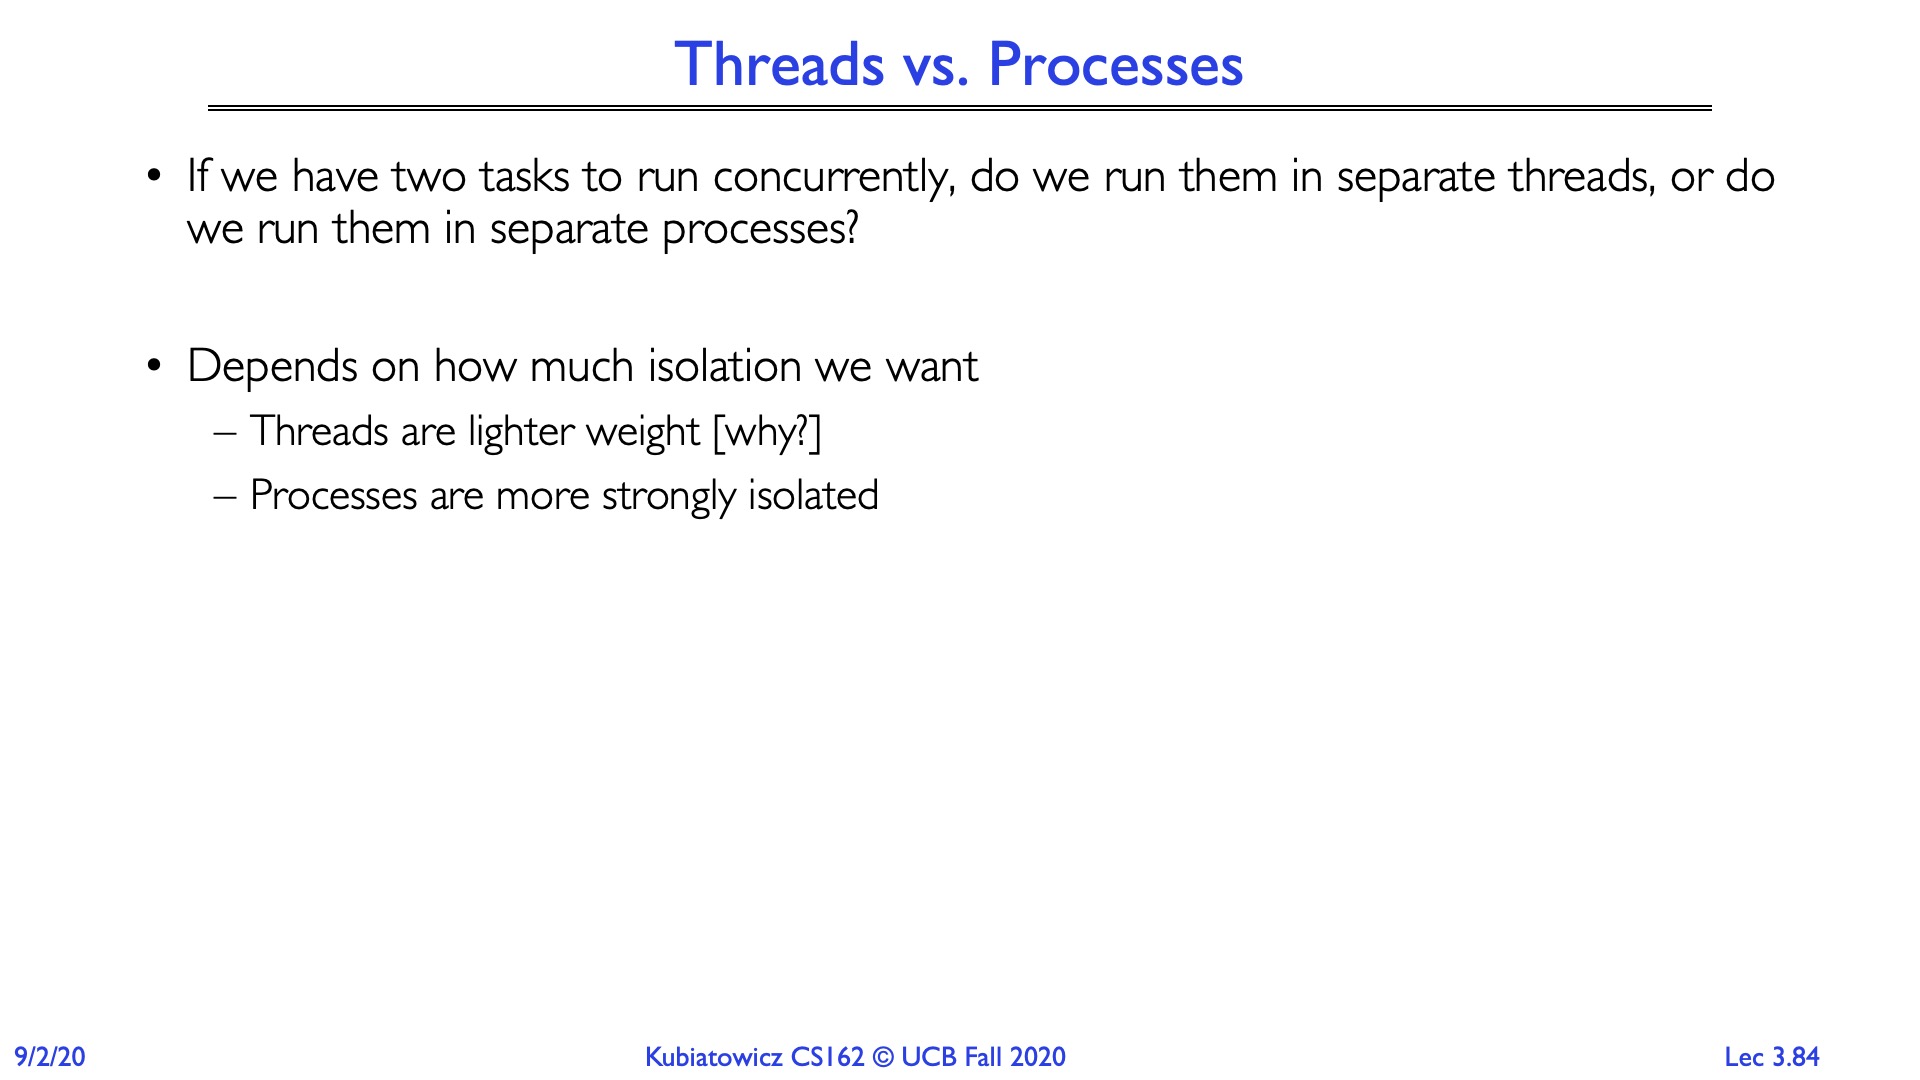 Threads vs. Processes
• If we have two tasks to run concurrently, do we run them in separate threads, or do
we run them in separate processes?
• Depends on how much isolation we want
– Threads are lighter weight [why?]
– Processes are more strongly isolated
9/2/20
Kubiatowicz CS162 © UCB Fall 2020
Lec 3.84